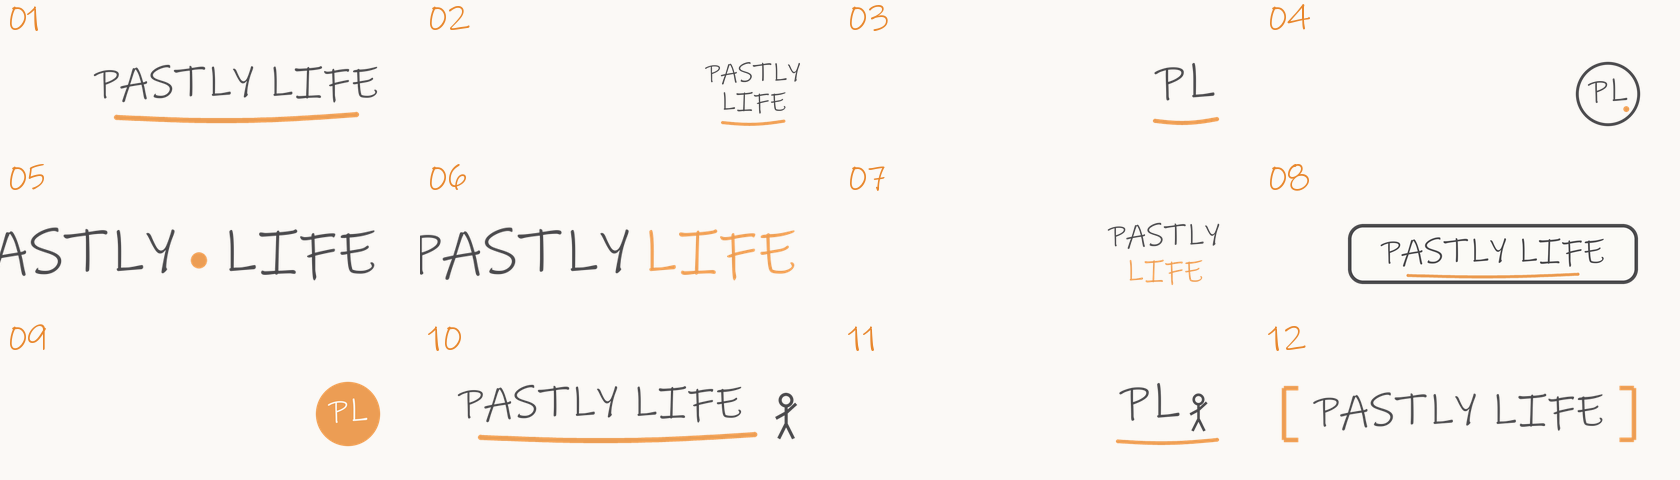 01
PASTLY LIFE
02
PASTLY
LIFE
03
PL
04
PL
05
ASTLY • LIFE
06
PASTLY LIFE
07
PASTLY
LIFE
08
PASTLY LIFE
09
PL
10
PASTLY LIFE
11
PL
12
[ PASTLY LIFE ]